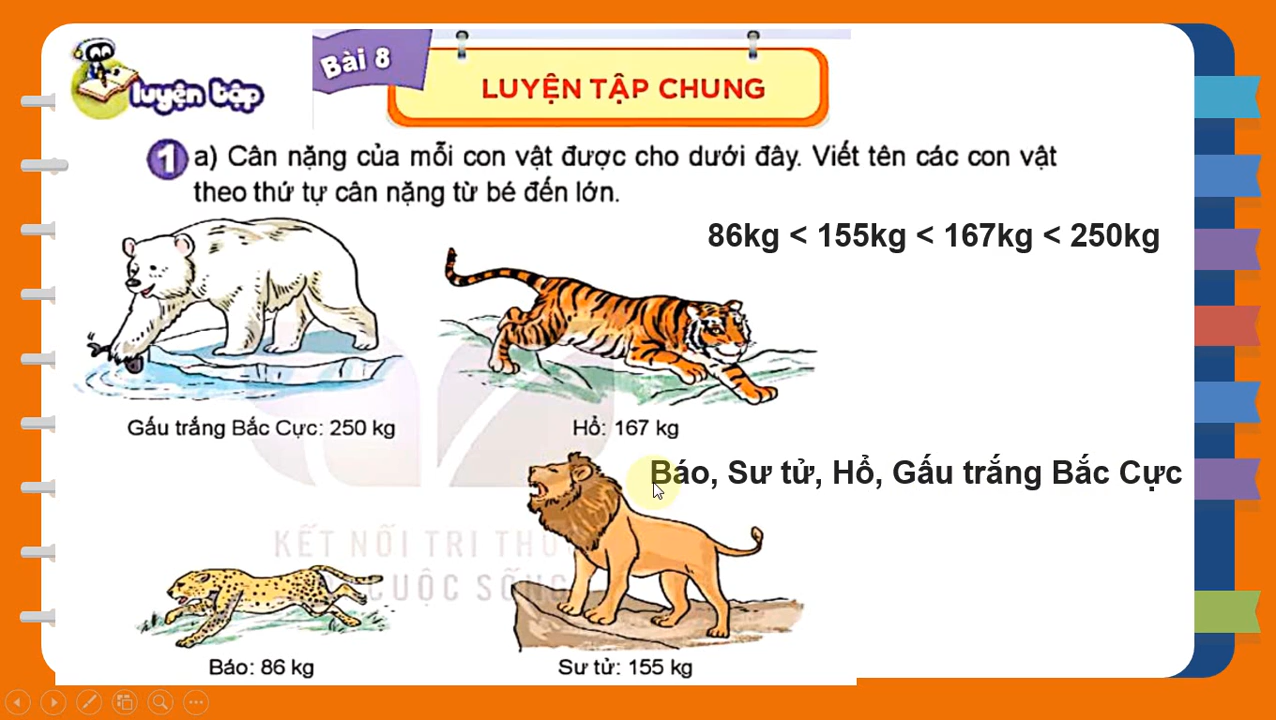 luyện tập
Bài 8
LUYỆN TẬP CHUNG
1 a) Cân nặng của mỗi con vật được cho dưới đây. Viết tên các con vật
theo thứ tự cân nặng từ bé đến lớn.
86kg < 155kg < 167kg < 250kg
Gấu trắng Bắc Cực: 250 kg
Hổ: 167 kg
Báo, Sư tử, Hổ, Gấu trắng Bắc Cực
KẾT NỐI TRI THỨ
CUỘC SỐNG
Báo: 86 kg
Sư tử: 155 kg